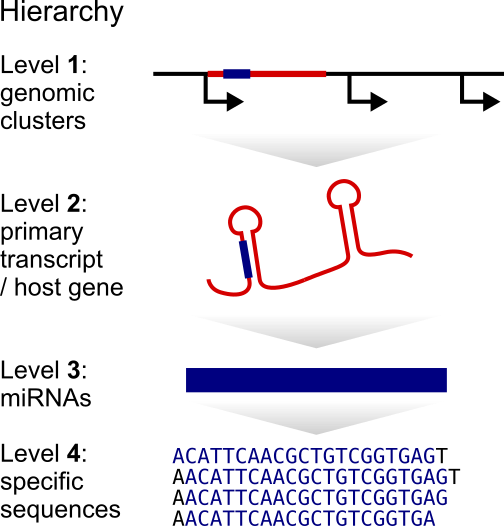 Hierarchy
Level 1:
genomic
clusters
Level 2:
primary
transcript
/ host gene
Level 3:
miRNAs
Level 4:
specific
sequences
ACATTCAACGCTGTCGGTGAGT
AACATTCAACGCTGTCGGTGAGT
AACATTCAACGCTGTCGGTGAG
AACATTCAACGCTGTCGGTGA